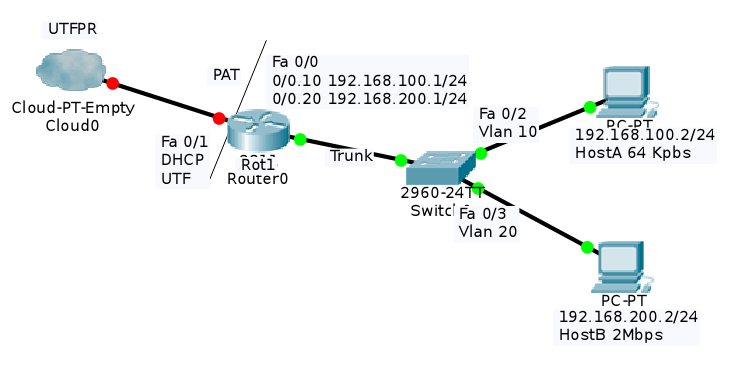 UTFPR
Cloud-PT-Empty
Cloud0
PAT
Fa 0/0
0/0.10 192.168.100.1/24
0/0.20 192.168.200.1/24
Fa 0/1
DHCP
UTF
Rot1
Router0
Trunk
2960-24TT
Switch
Fa 0/2
Vlan 10
Fa 0/3
Vlan 20
PC-PT
192.168.100.2/24
HostA 64 Kpbs
PC-PT
192.168.200.2/24
HostB 2Mbps